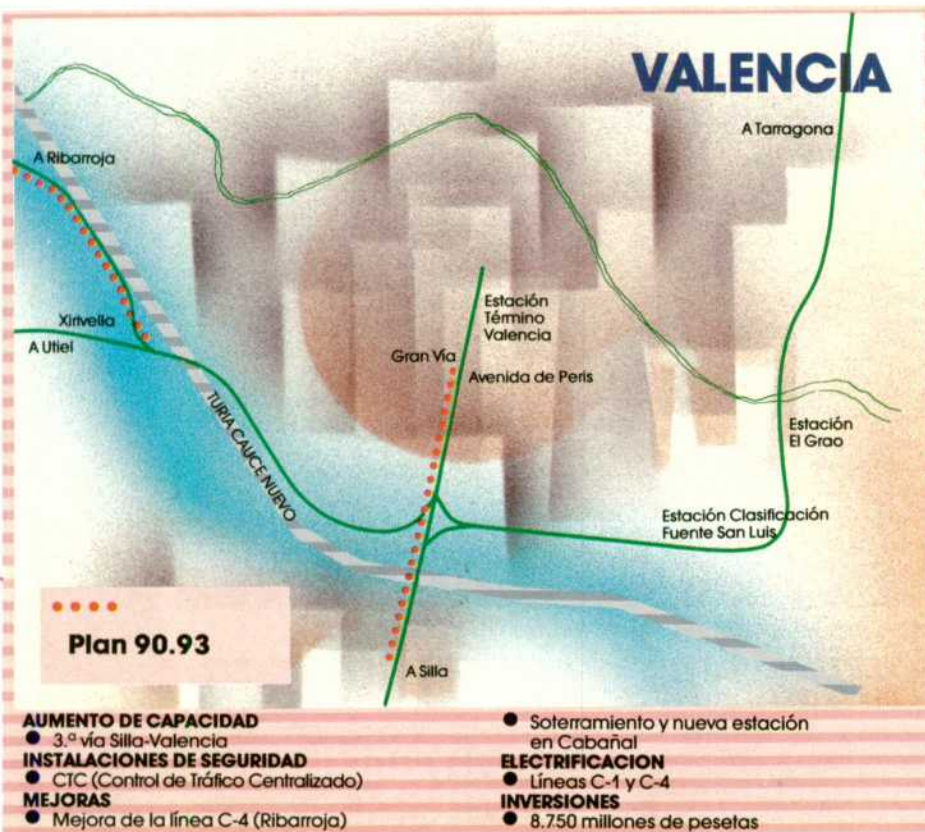 VALENCIA
A Tarragona
A Ribarroja
Estación
Término
Valencia
Xirivella
A Utiel
Gran Vía
Avenida de Peris
TURIA CAUCE NUEVO
Estación
El Grao
Estación Clasificación
Fuente San Luis
Plan 90.93
A Silla
AUMENTO DE CAPACIDAD
● 3.ª vía Silla-Valencia
INSTALACIONES DE SEGURIDAD
● CTC (Control de Tráfico Centralizado)
MEJORAS
● Mejora de la línea C-4 (Ribarroja)
● Soterramiento y nueva estación
en Cabañal
ELECTRIFICACION
● Líneas C-1 y C-4
INVERSIONES
● 8.750 millones de pesetas